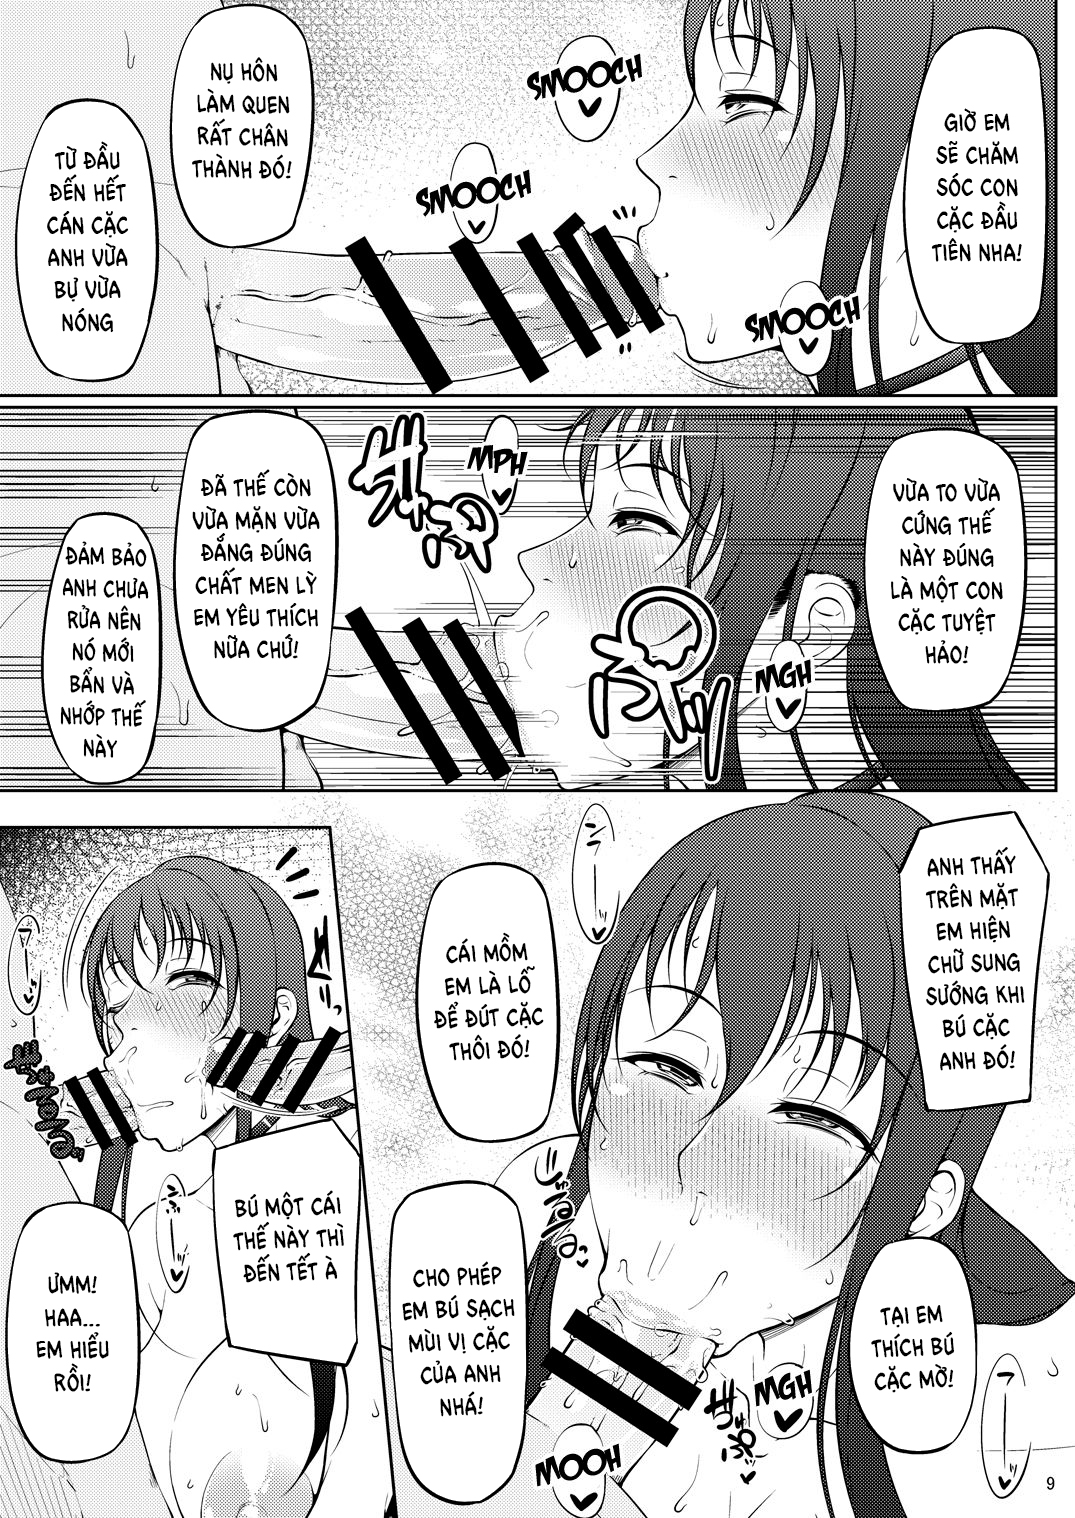 GIỜ EM
SẼ CHĂM
SÓC CON
CẶC ĐẦU
TIÊN NHA!
SMOOCH
SMOOCH
SMOOCH
NỤ HÔN
LÀM QUEN
RẤT CHÂN
THÀNH ĐÓ!
TỪ ĐẦU
ĐẾN HẾT
CÁN CẶC
ANH VỪA
BỰ VỪA
NÓNG
VỪA TO VỪA
CỨNG THẾ
NÀY ĐÚNG
LÀ MỘT CON
CẶC TUYỆT
HẢO!
MPH
MGH
ĐÃ THẾ CÒN
VỪA MẶN VỪA
ĐẮNG ĐÚNG
CHẤT MEN LỲ
EM YÊU THÍCH
NỮA CHỨ!
ĐẢM BẢO
ANH CHƯA
RỬA NÊN
NÓ MỚI
BẨN VÀ
NHỚP THẾ
NÀY
ANH THẤY
TRÊN MẶT
EM HIỆN
CHỮ SUNG
SƯỚNG KHI
BÚ CẶC
ANH ĐÓ!
CÁI MỒM
EM LÀ LỖ
ĐỂ ĐÚT CẶC
THÔI ĐÓ!
TẠI EM
THÍCH BÚ
CẶC MỜ!
CHO PHÉP
EM BÚ SẠCH
MÙI VỊ CẶC
CỦA ANH
NHÁ!
MGH
MOOH
BÚ MỘT CÁI
THẾ NÀY THÌ
ĐẾN TẾT À
ƯMM!
HAA...
EM HIỂU
RỒI!
9